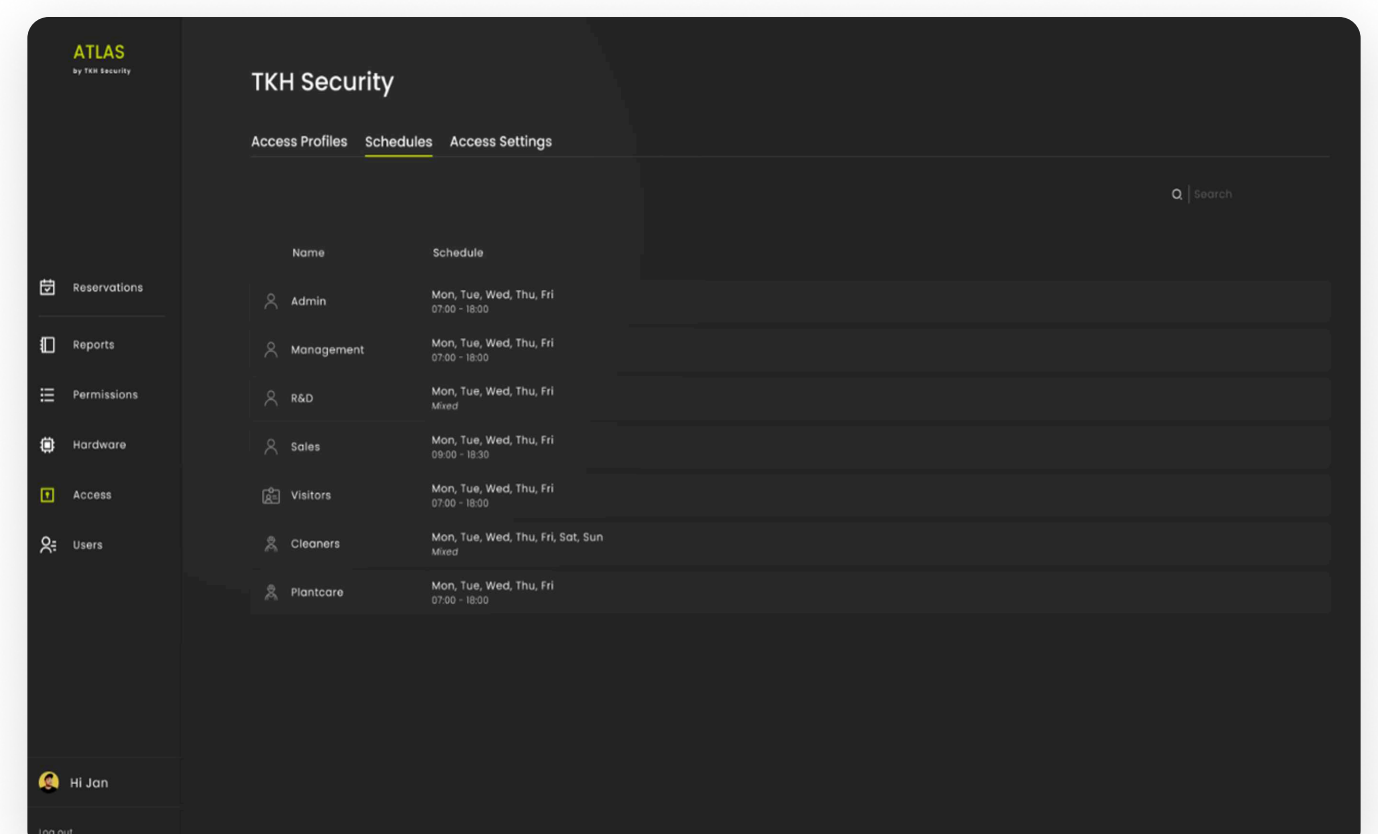 ATLAS
by TKH Security
TKH Security
Access Profiles Schedules Access Settings
Search
Name Schedule
Admin Mon, Tue, Wed, Thu, Fri
07:00 - 18:00
Management Mon, Tue, Wed, Thu, Fri
07:00 - 18:00
R&D Mon, Tue, Wed, Thu, Fri
Mixed
Sales Mon, Tue, Wed, Thu, Fri
09:00 - 18:30
Visitors Mon, Tue, Wed, Thu, Fri
07:00 - 18:00
Cleaners Mon, Tue, Wed, Thu, Fri, Sat, Sun
Mixed
Plantcare Mon, Tue, Wed, Thu, Fri
07:00 - 18:00
Reservations
Reports
Permissions
Hardware
Access
Users
Hi Jan
Log out